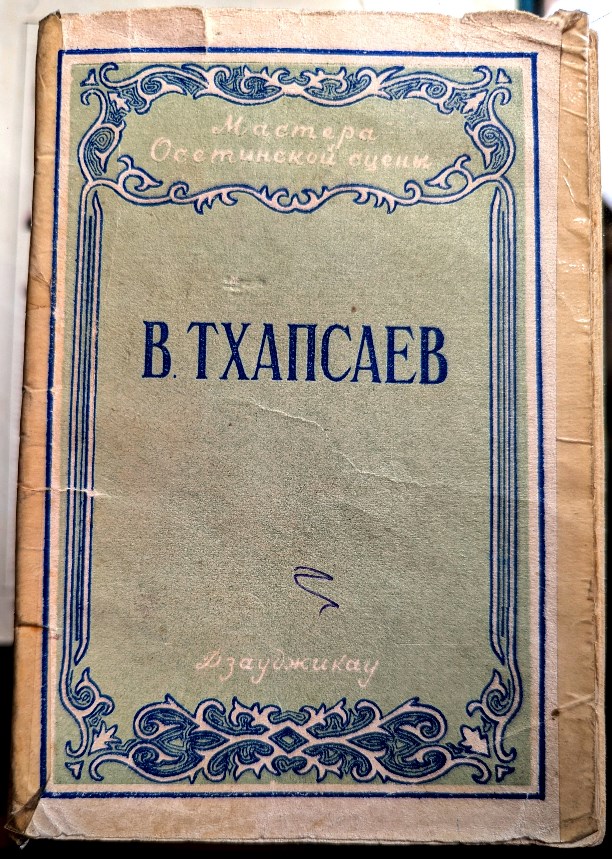 Мастера
Осетинской сцены
В. ТХАПСАЕВ
Дзауджикау